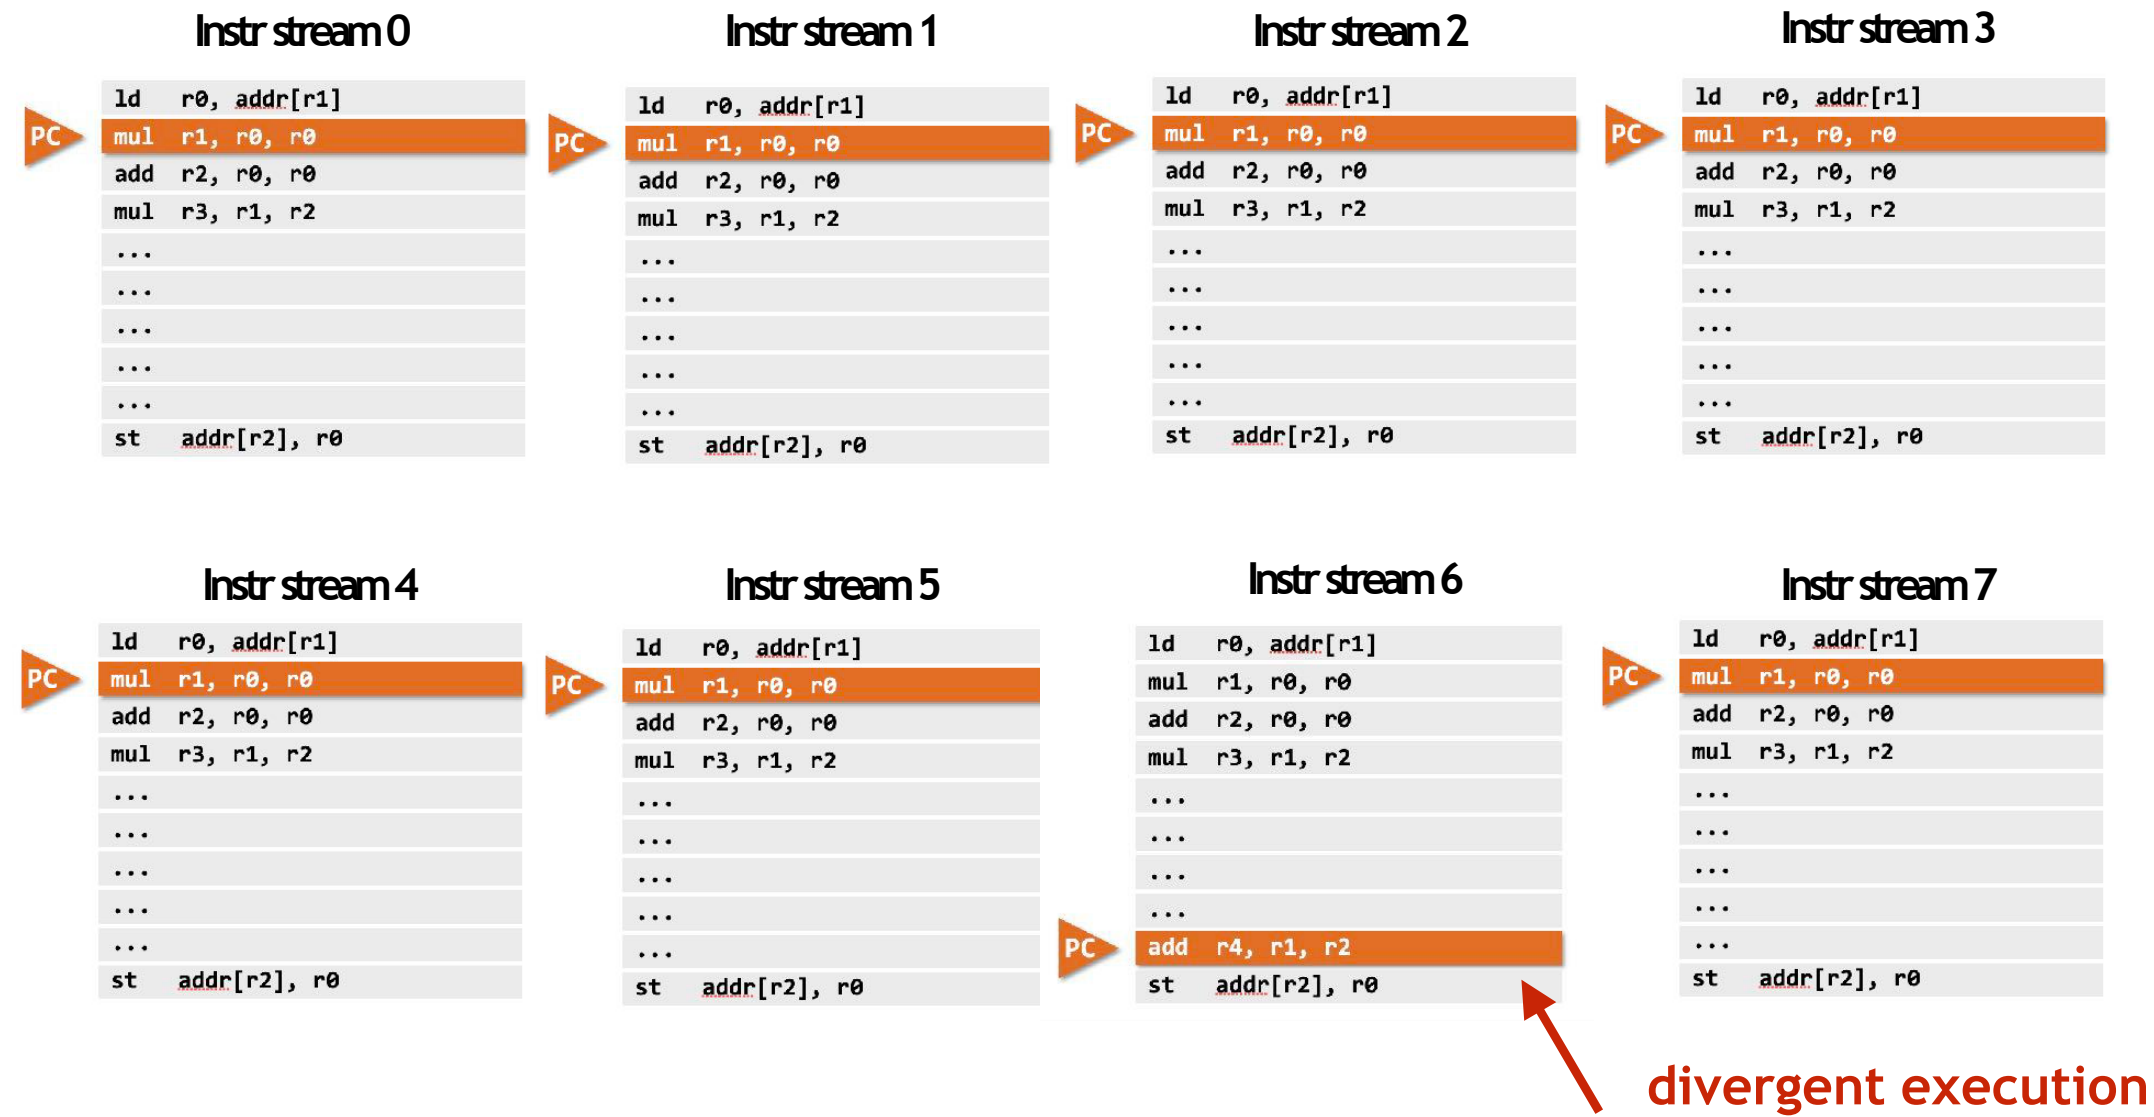 Instr stream 0
ld r0, addr[r1]
PC
mul r1, r0, r0
add r2, r0, r0
mul r3, r1, r2
...
...
...
...
...
st addr[r2], r0
Instr stream 1
ld r0, addr[r1]
PC
mul r1, r0, r0
add r2, r0, r0
mul r3, r1, r2
...
...
...
...
...
st addr[r2], r0
Instr stream 2
ld r0, addr[r1]
PC
mul r1, r0, r0
add r2, r0, r0
mul r3, r1, r2
...
...
...
...
...
st addr[r2], r0
Instr stream 3
ld r0, addr[r1]
PC
mul r1, r0, r0
add r2, r0, r0
mul r3, r1, r2
...
...
...
...
...
st addr[r2], r0
Instr stream 4
ld r0, addr[r1]
PC
mul r1, r0, r0
add r2, r0, r0
mul r3, r1, r2
...
...
...
...
...
st addr[r2], r0
Instr stream 5
ld r0, addr[r1]
PC
mul r1, r0, r0
add r2, r0, r0
mul r3, r1, r2
...
...
...
...
...
st addr[r2], r0
Instr stream 6
ld r0, addr[r1]
mul r1, r0, r0
add r2, r0, r0
mul r3, r1, r2
...
...
...
...
PC
add r4, r1, r2
st addr[r2], r0
Instr stream 7
ld r0, addr[r1]
PC
mul r1, r0, r0
add r2, r0, r0
mul r3, r1, r2
...
...
...
...
...
st addr[r2], r0
divergent execution